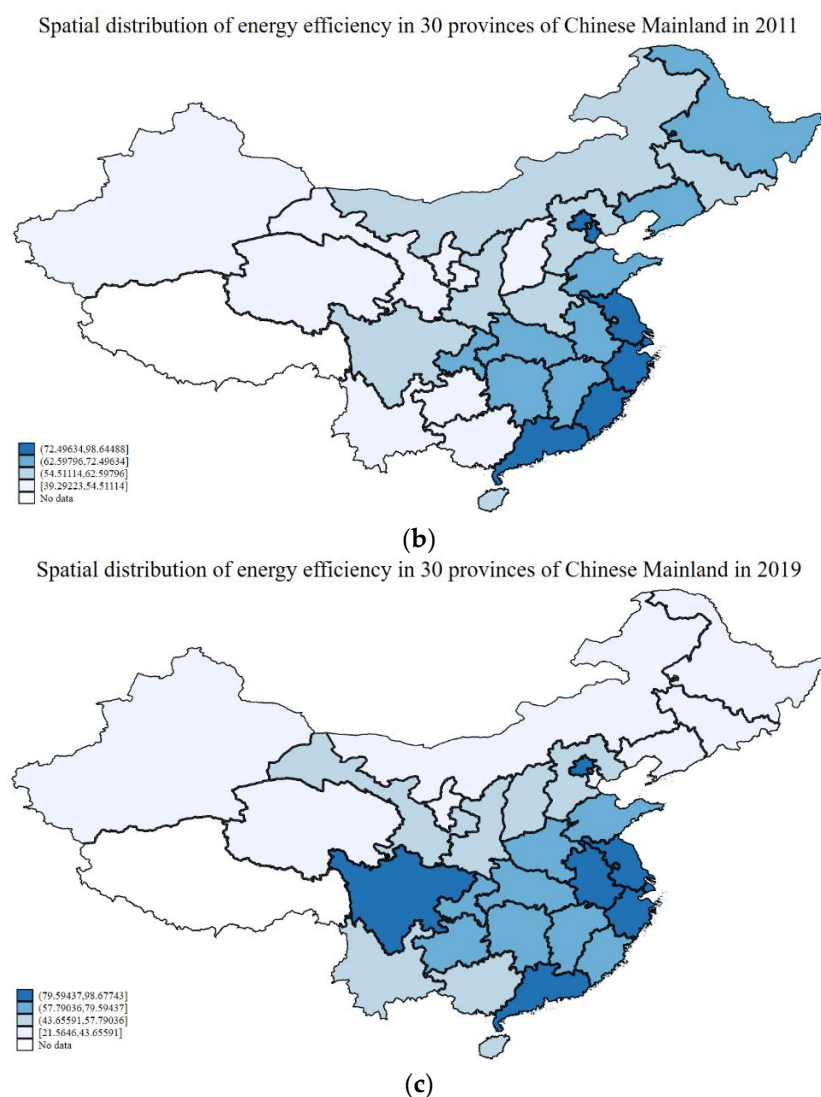 Spatial distribution of energy efficiency in 30 provinces of Chinese Mainland in 2011
(72.49634,98.64488]
(62.59796,72.49634]
(54.51114,62.59796]
[39.29223,54.51114]
No data
(b)
Spatial distribution of energy efficiency in 30 provinces of Chinese Mainland in 2019
(79.59437,98.67743]
(57.79036,79.59437]
(43.65591,57.79036]
[21.5646,43.65591]
No data
(c)